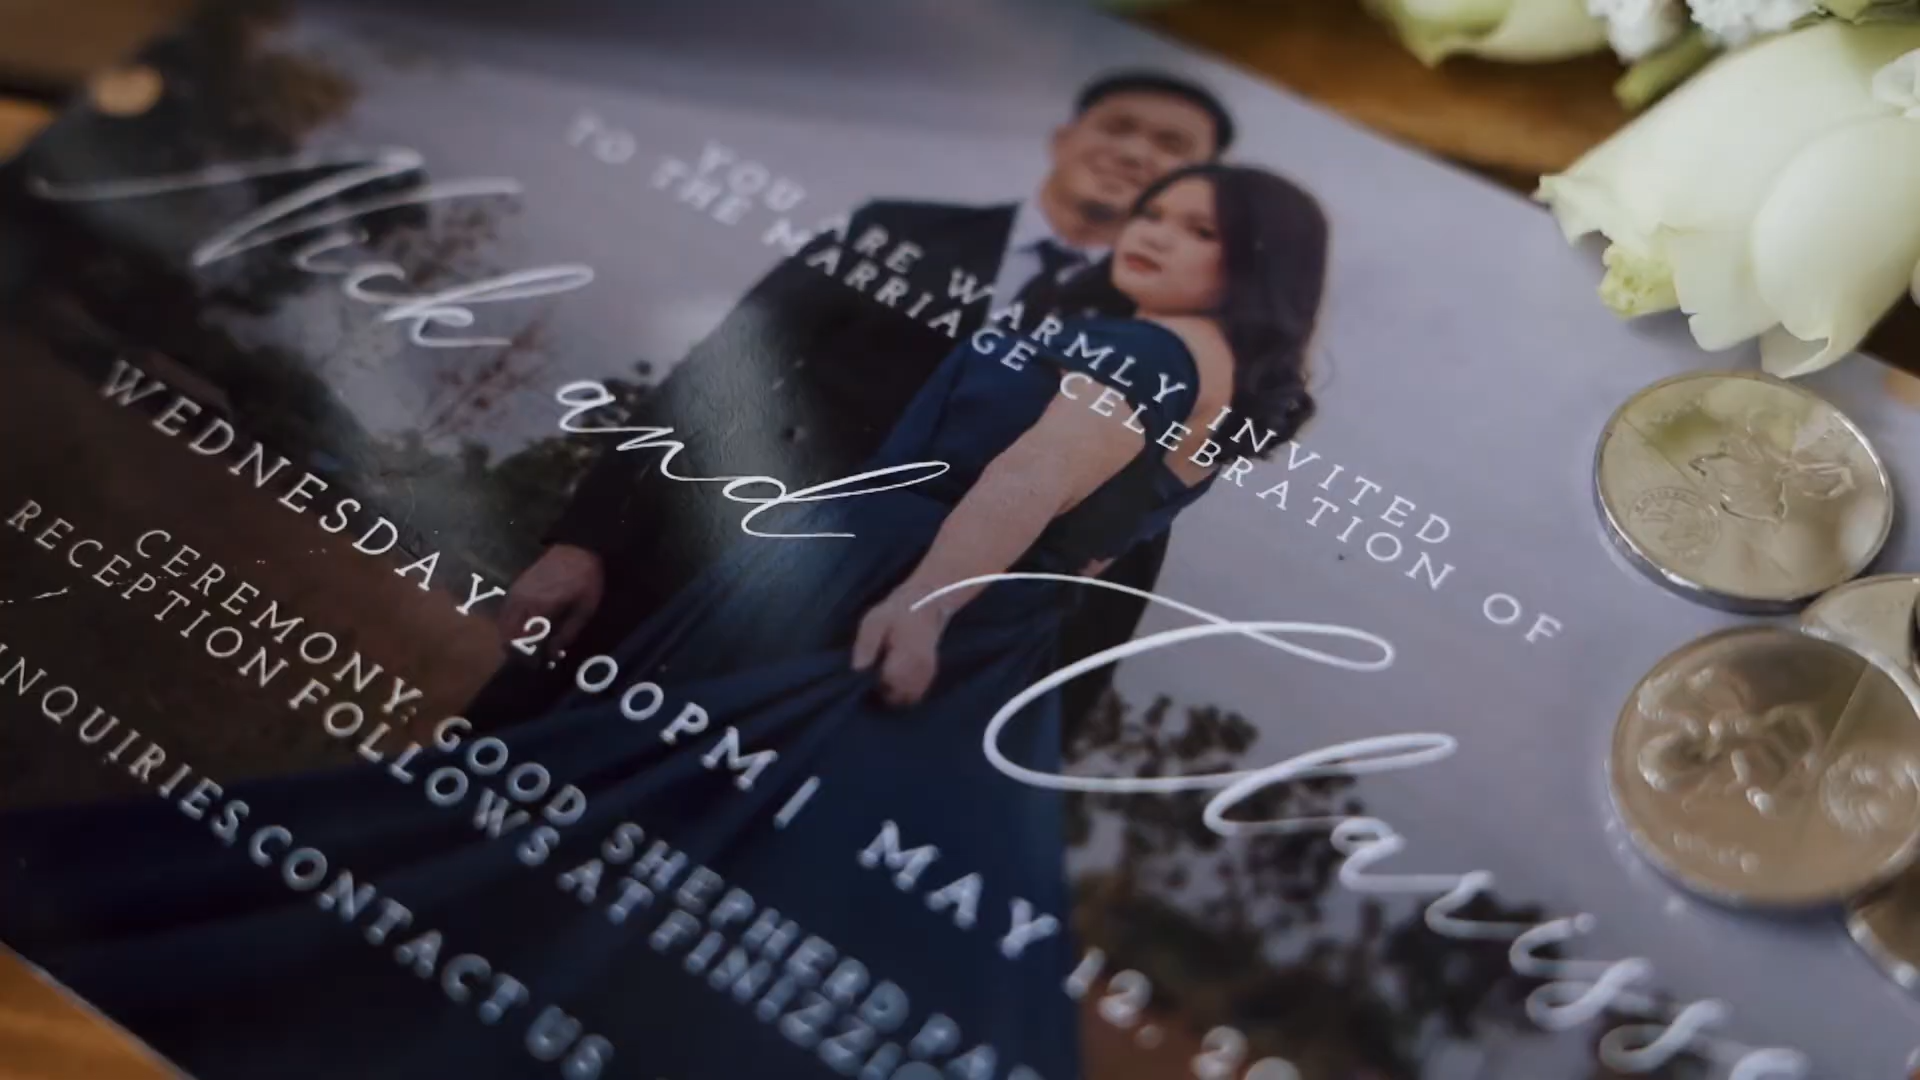 YOU ARE WARMLY INVITED
TO THE MARRIAGE CELEBRATION OF
Nick
and
Clarisse
WEDNESDAY 2:00PM | MAY 12,
CEREMONY: GOOD SHEPHERD
RECEPTION FOLLOWS AT
INQUIRIES, CONTACT US